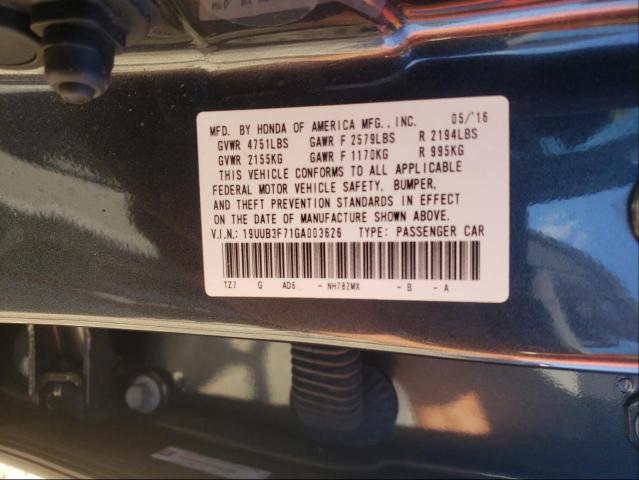 MFD. BY HONDA OF AMERICA MFG., INC. 05/'16
GVWR 4751LBS GAWR F 2579LBS R 2194LBS
GVWR 2155KG GAWR F 1170KG R 995KG
THIS VEHICLE CONFORMS TO ALL APPLICABLE
FEDERAL MOTOR VEHICLE SAFETY, BUMPER,
AND THEFT PREVENTION STANDARDS IN EFFECT
ON THE DATE OF MANUFACTURE SHOWN ABOVE.
V.I.N.: 19UUB3F71GA003626 TYPE: PASSENGER CAR
TZ7 G AD6 - NH782MX - B - A